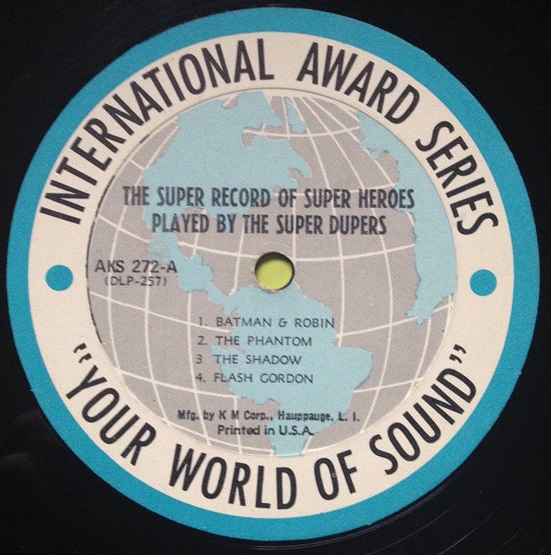 INTERNATIONAL AWARD SERIES
THE SUPER RECORD OF SUPER HEROES
PLAYED BY THE SUPER DUPERS
AKS 272-A
(DLP-257)
1. BATMAN & ROBIN
2. THE PHANTOM
3. THE SHADOW
4. FLASH GORDON
Mfg. by K M Corp., Hauppauge, L. I.
Printed in U.S.A.
"YOUR WORLD OF SOUND"